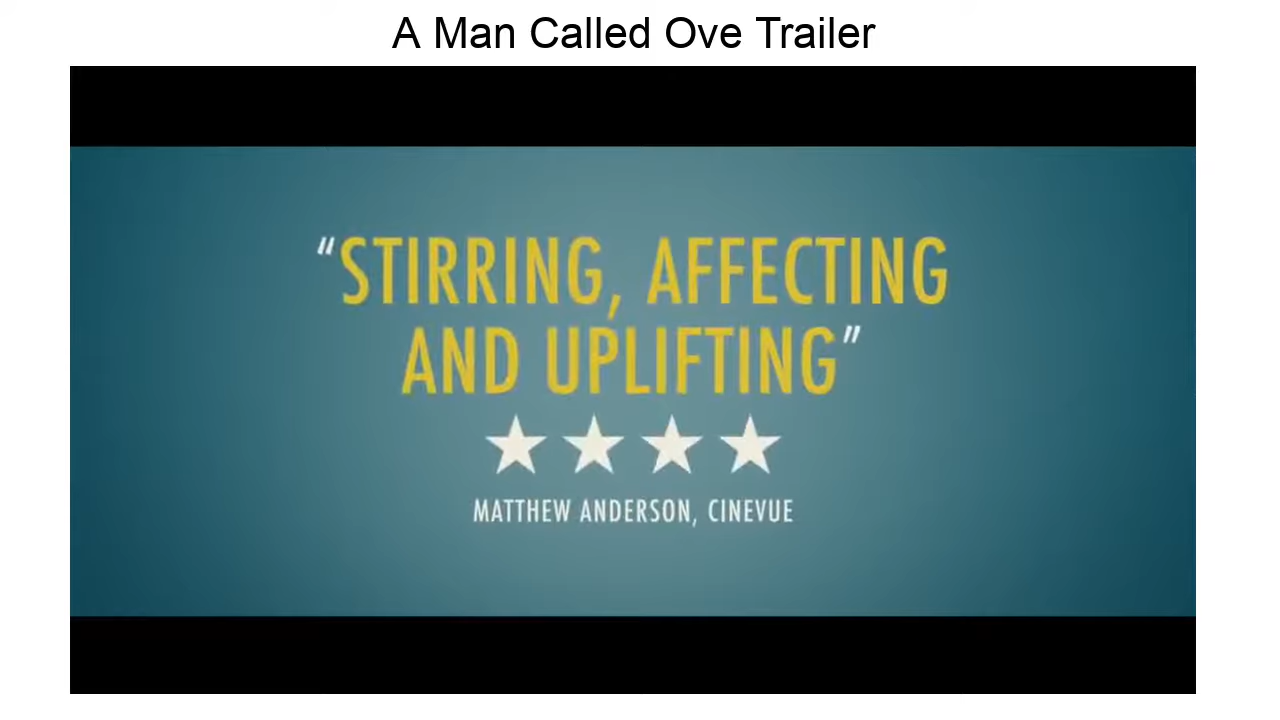 A Man Called Ove Trailer
“STIRRING, AFFECTING
AND UPLIFTING”
MATTHEW ANDERSON, CINEVUE